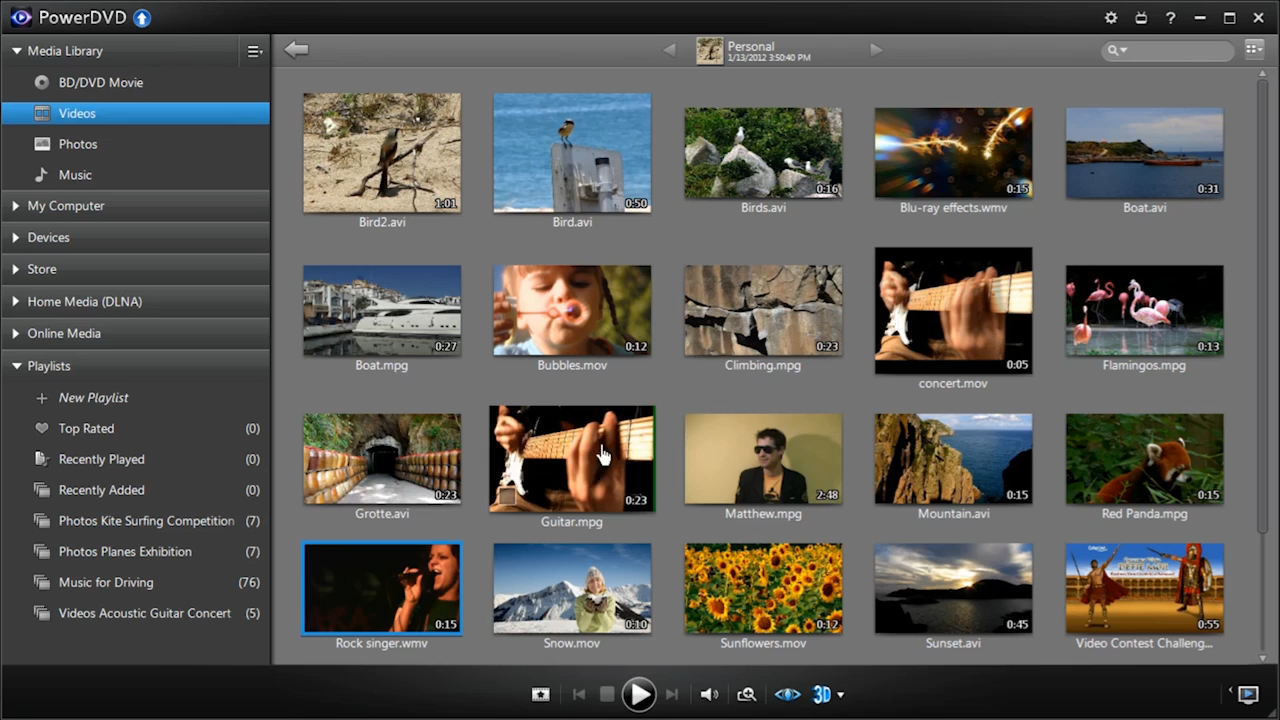 PowerDVD
Media Library
BD/DVD Movie
Videos
Photos
Music
My Computer
Devices
Store
Home Media (DLNA)
Online Media
Playlists
New Playlist
Top Rated (0)
Recently Played (0)
Recently Added (0)
Photos Kite Surfing Competition (7)
Photos Planes Exhibition (7)
Music for Driving (76)
Videos Acoustic Guitar Concert (5)
?
Personal
1/13/2012 3:50:40 PM
1:01 0:50 0:16 0:15 0:31
Bird2.avi Bird.avi Birds.avi Blu-ray effects.wmv Boat.avi
0:27 0:12 0:23 0:05 0:13
Boat.mpg Bubbles.mov Climbing.mpg concert.mov Flamingos.mpg
0:23 0:23 2:48 0:15 0:15
Grotte.avi Guitar.mpg Matthew.mpg Mountain.avi Red Panda.mpg
0:15 0:10 0:12 0:45 0:55
Rock singer.wmv Snow.mov Sunflowers.mov Sunset.avi Video Contest Challeng...
3D